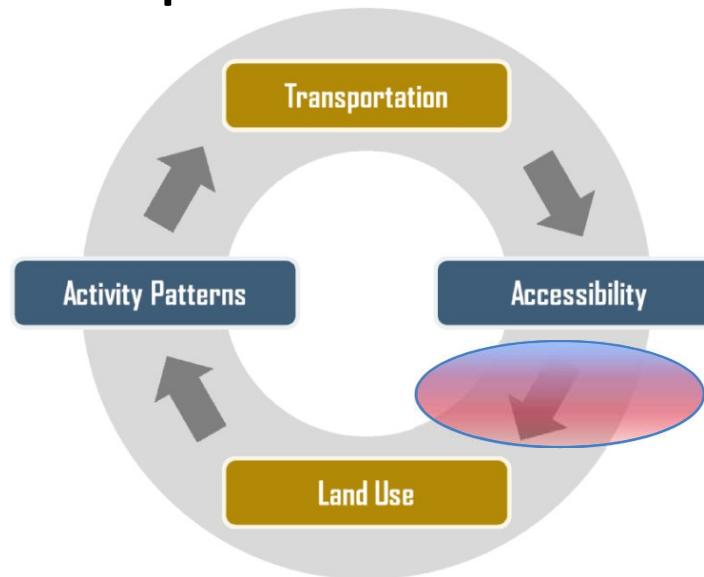 Transportation
Activity Patterns
Accessibility
Land Use